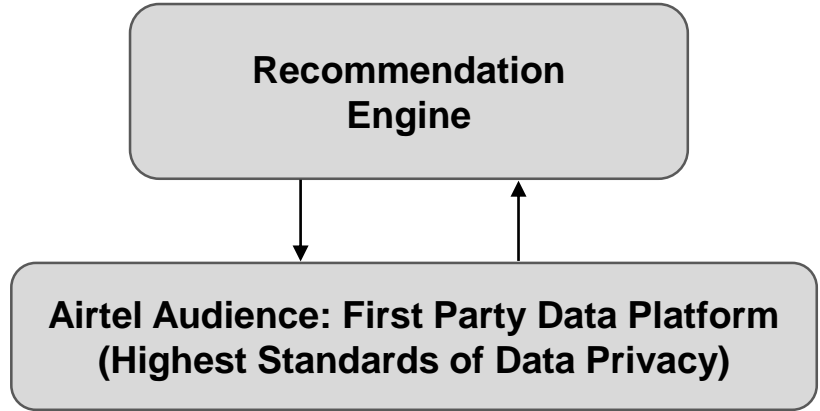 Recommendation
Engine
Airtel Audience: First Party Data Platform
(Highest Standards of Data Privacy)